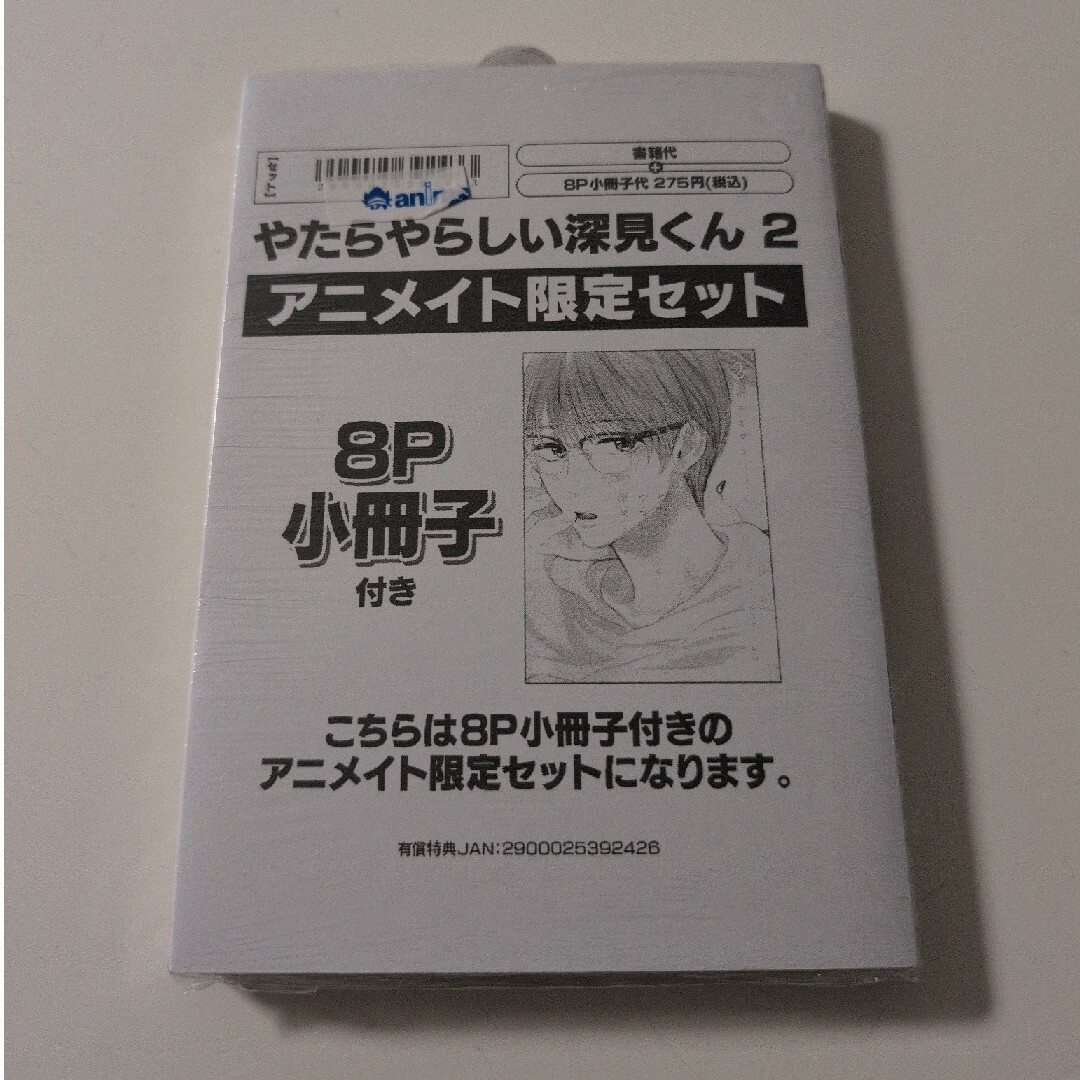 【セット】
書籍代
+
8P小冊子代 275円(税込)
anim
やたらやらしい深見くん 2
アニメイト限定セット
8P
小冊子
付き
こちらは8P小冊子付きの
アニメイト限定セットになります。
有償特典JAN:2900025392426